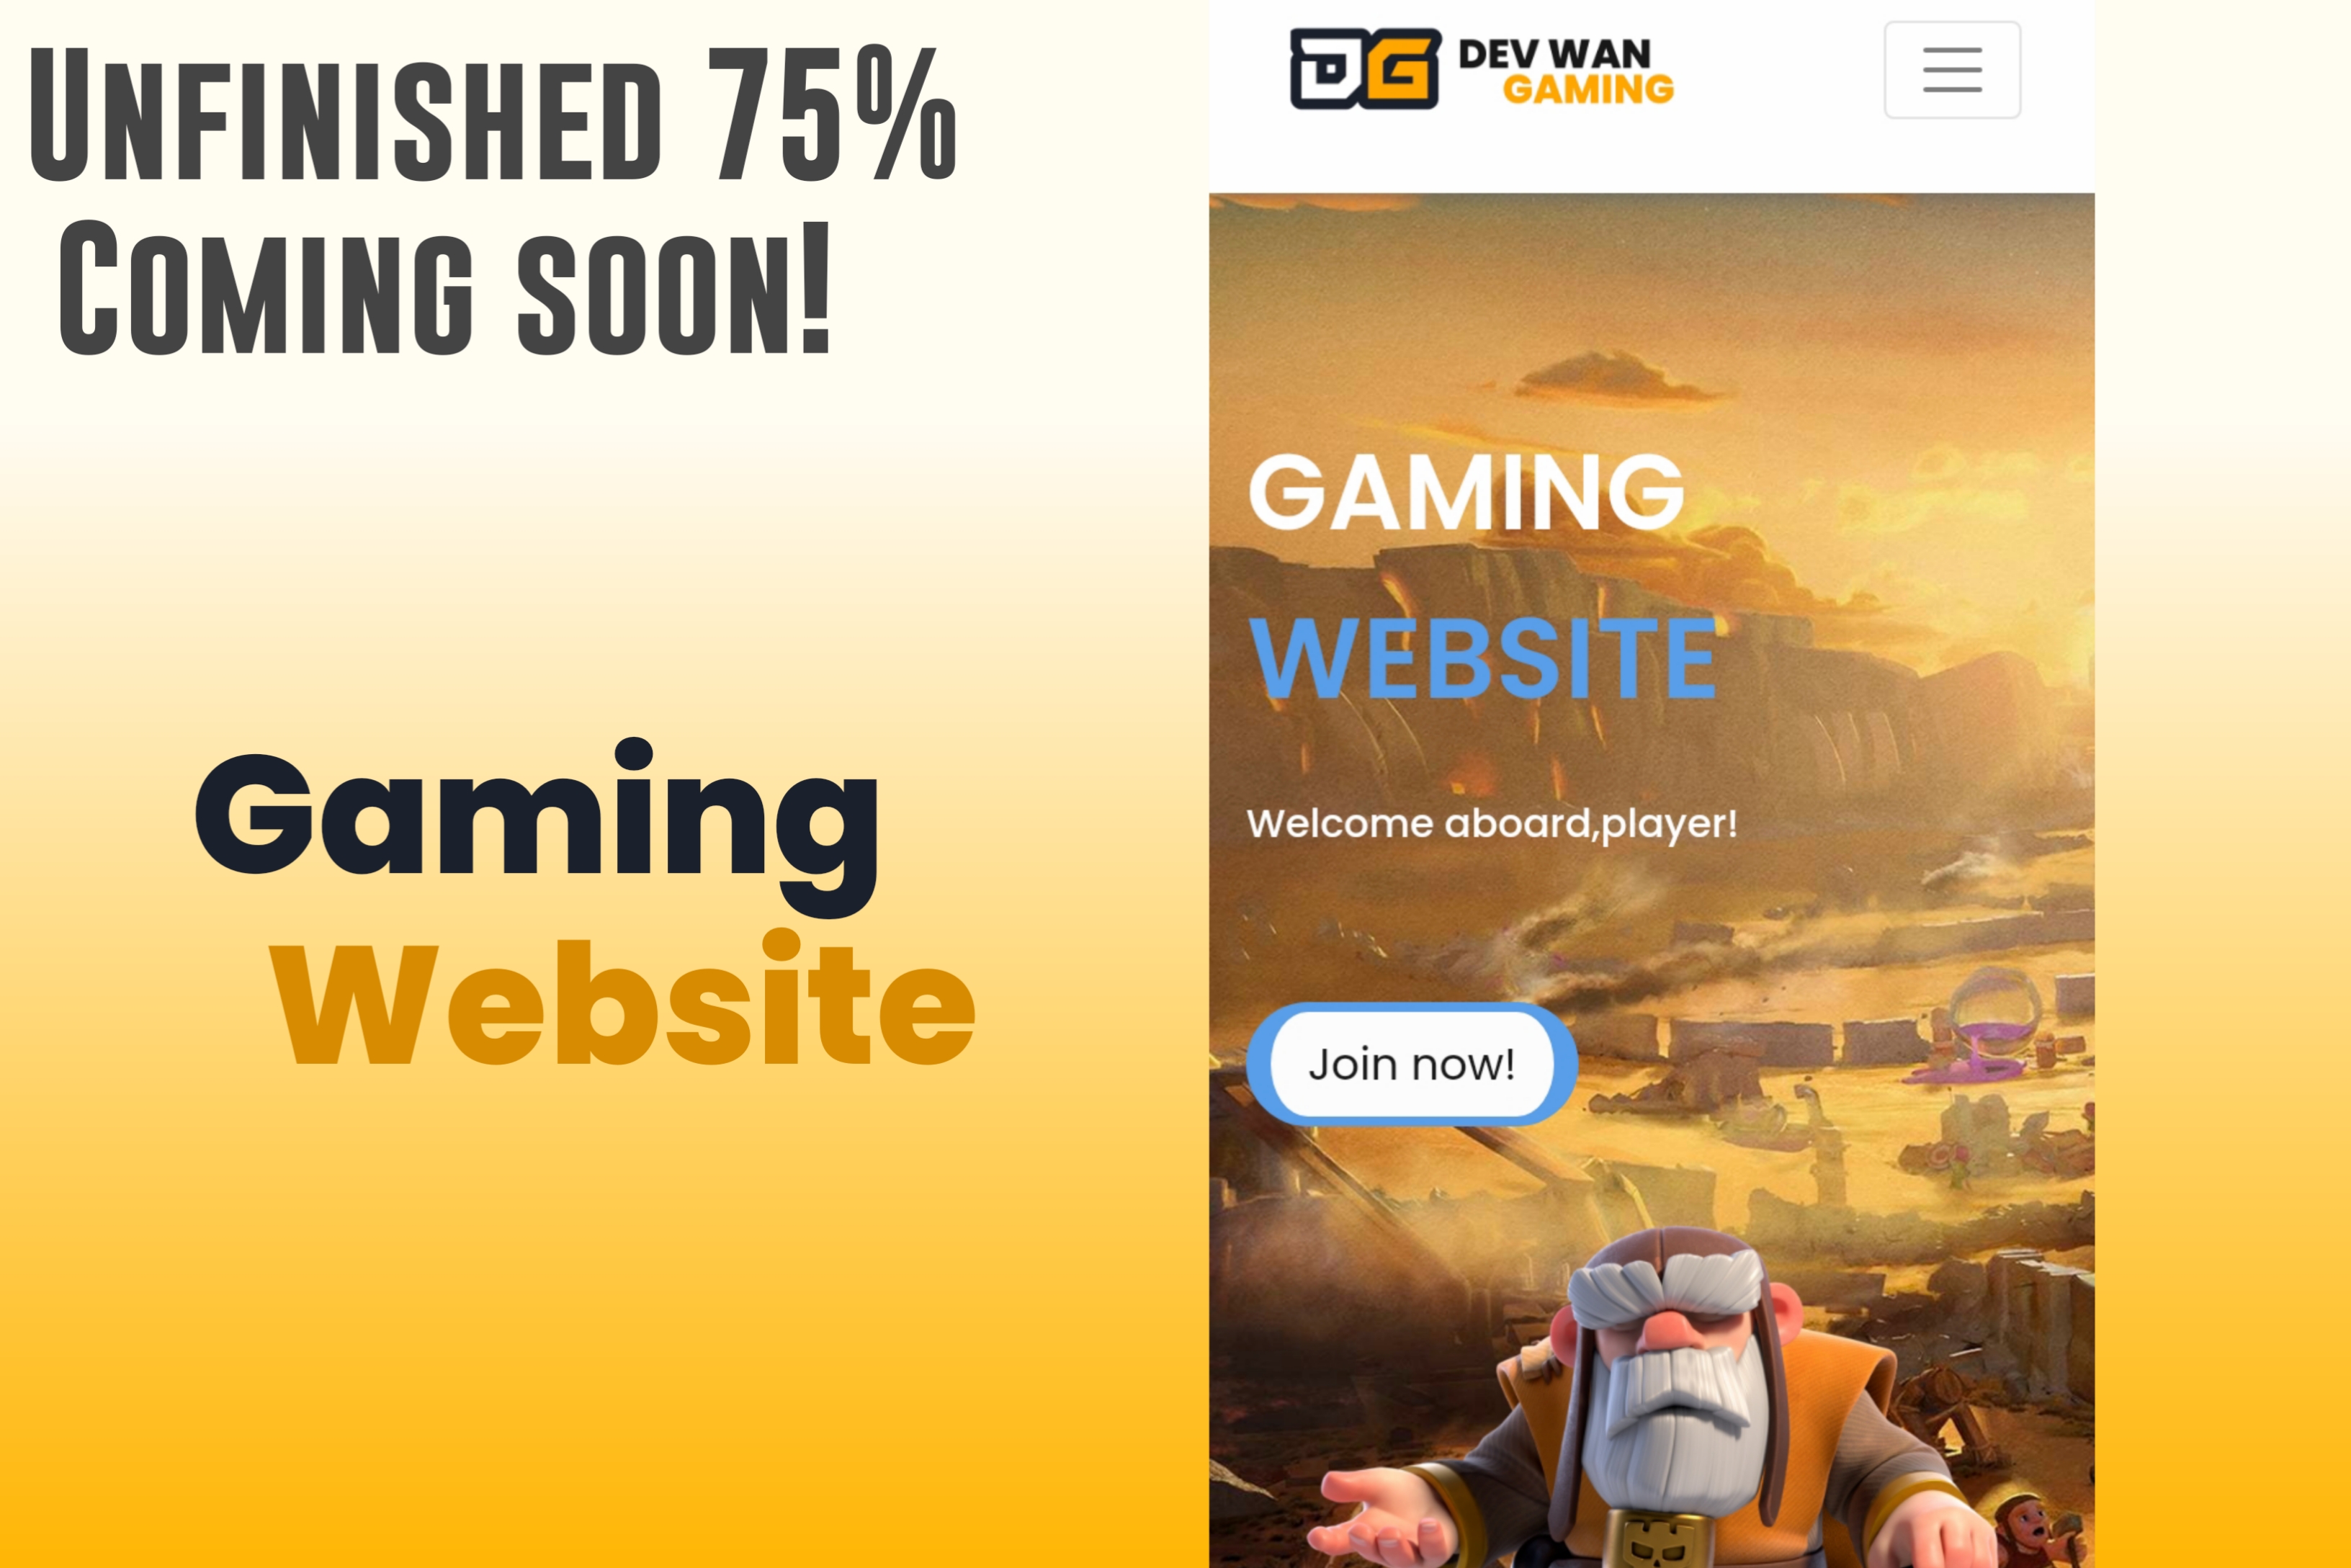 Unfinished 75%
Coming soon!
Gaming
Website
DG DEV WAN
GAMING
GAMING
WEBSITE
Welcome aboard,player!
Join now!